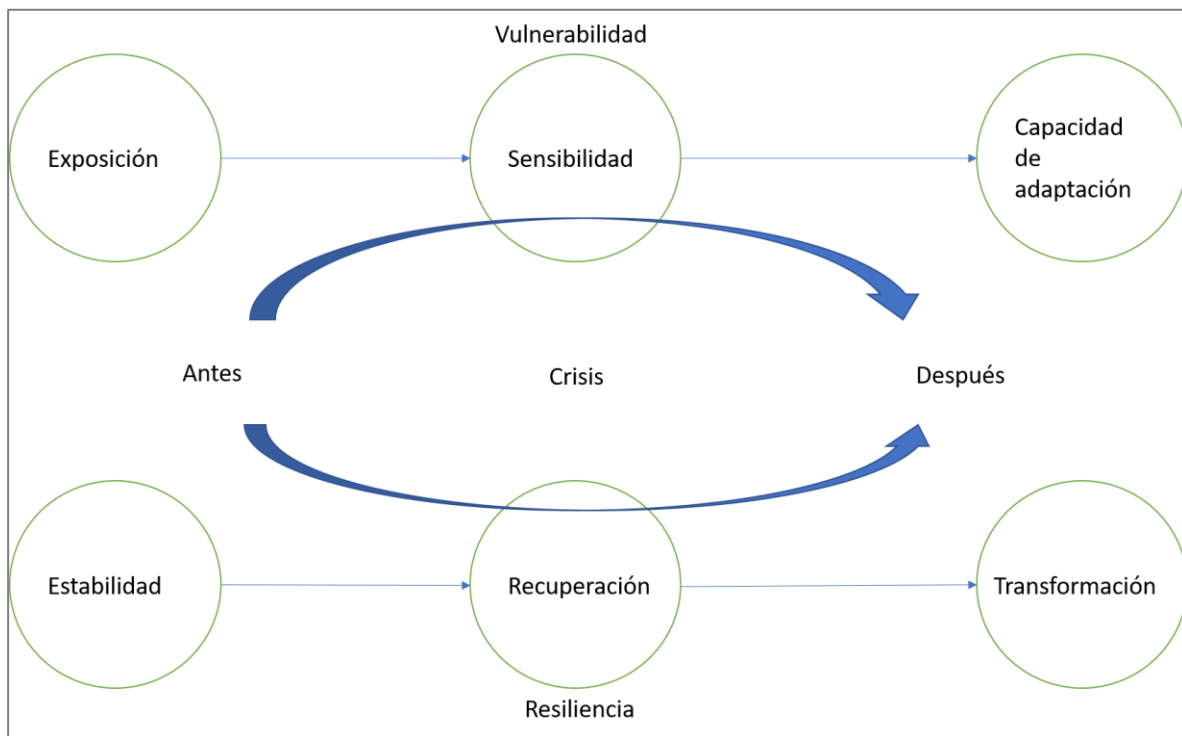 Vulnerabilidad
Exposición
Sensibilidad
Capacidad
de
adaptación
Antes
Crisis
Después
Estabilidad
Recuperación
Transformación
Resiliencia